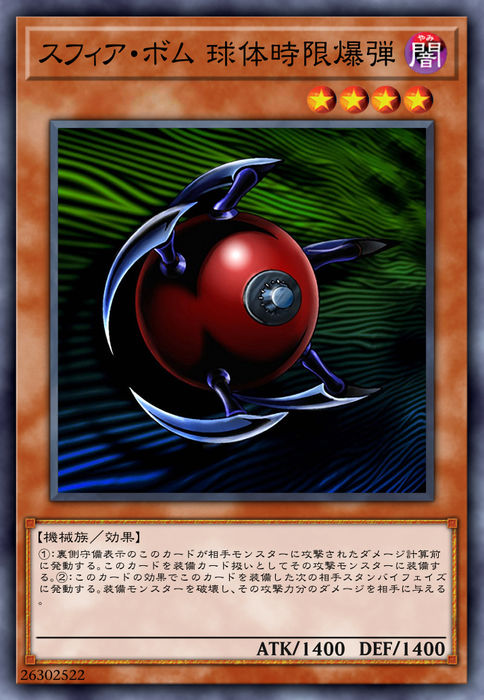 スフィア・ボム 球体時限爆弾
やみ
闇
【機械族／効果】
①：裏側守備表示のこのカードが相手モンスターに攻撃されたダメージ計算前
に発動する。このカードを装備カード扱いとしてその攻撃モンスターに装備す
る。②：このカードの効果でこのカードを装備した次の相手スタンバイフェイズ
に発動する。装備モンスターを破壊し、その攻撃力分のダメージを相手に与える
。
ATK/1400 DEF/1400
26302522